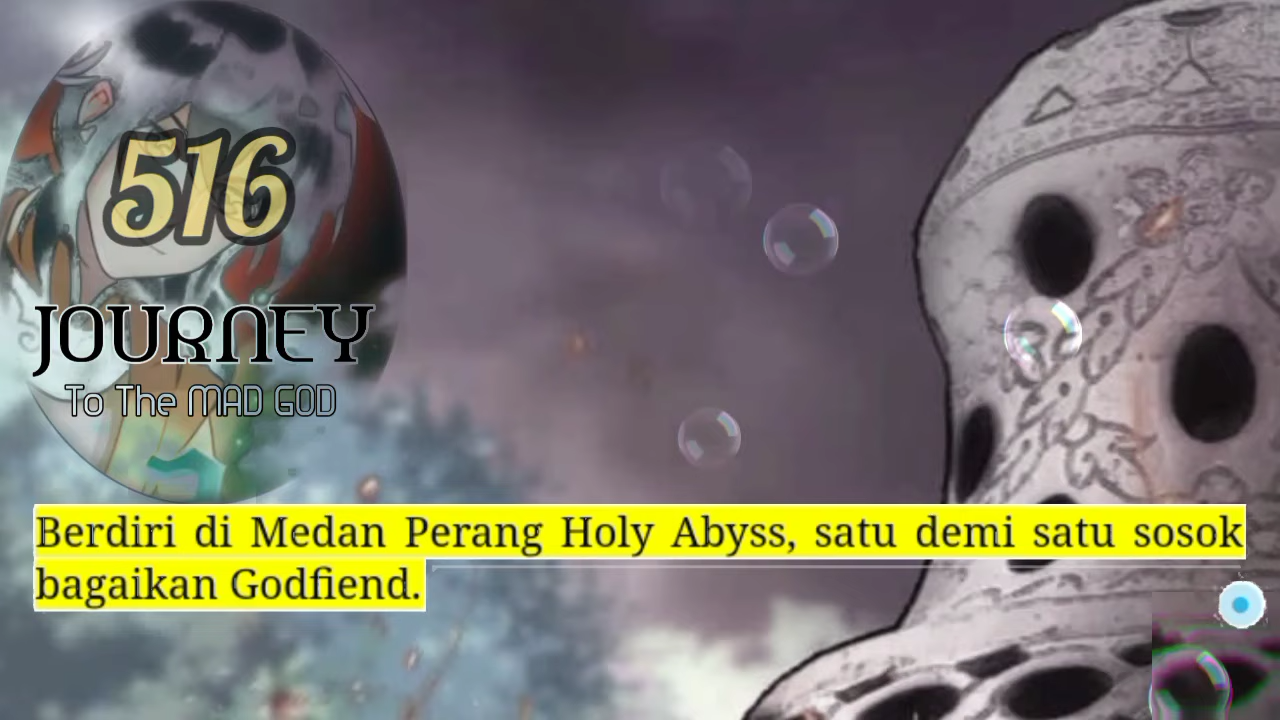 516
JOURNEY
To The MAD GOD
Berdiri di Medan Perang Holy Abyss, satu demi satu sosok
bagaikan Godfiend.